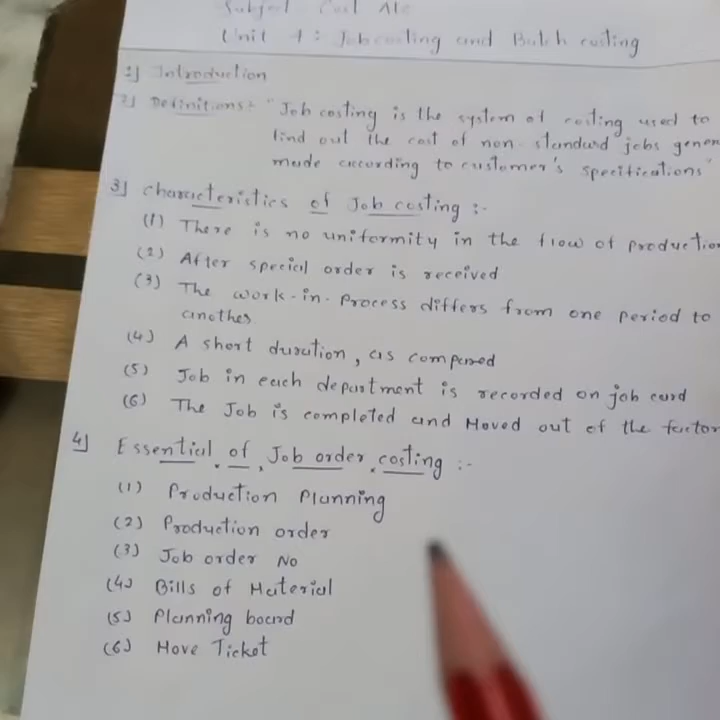 Subject Cost A/c
Unit 1: Job costing and Batch costing
1] Introduction
2] Definitions:- "Job costing is the system of costing used to
find out the cost of non-standard jobs
made according to customer's specifications"
3] Characteristics of Job costing :-
(1) There is no uniformity in the flow of production
(2) After special order is received
(3) The work-in-process differs from one period to
another
(4) A short duration, as compared
(5) Job in each department is recorded on job card
(6) The Job is completed and Moved out of the
4] Essential of Job order costing :-
(1) Production Planning
(2) Production order
(3) Job order No
(4) Bills of Material
(5) Planning board
(6) Move Ticket